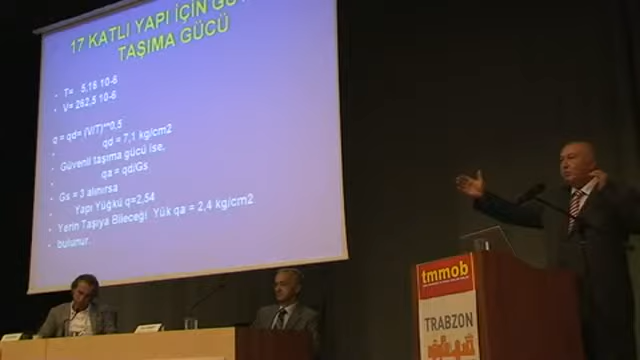 17 KATLI YAPI İÇİN
TAŞIMA GÜCÜ
• T= 5,16 10-6
• V= 262,5 10-6
q = qd= (V/T)**0,5
• qd = 7,1 kg/cm2
• Güvenli taşıma gücü ise,
• qa = qd/Gs
• Gs = 3 alınırsa
• Yapı Yüğkü q=2,54
• Yerin Taşıya Bileceği Yük qa = 2,4 kg/cm2
• bulunur.
tmmob
TRABZON